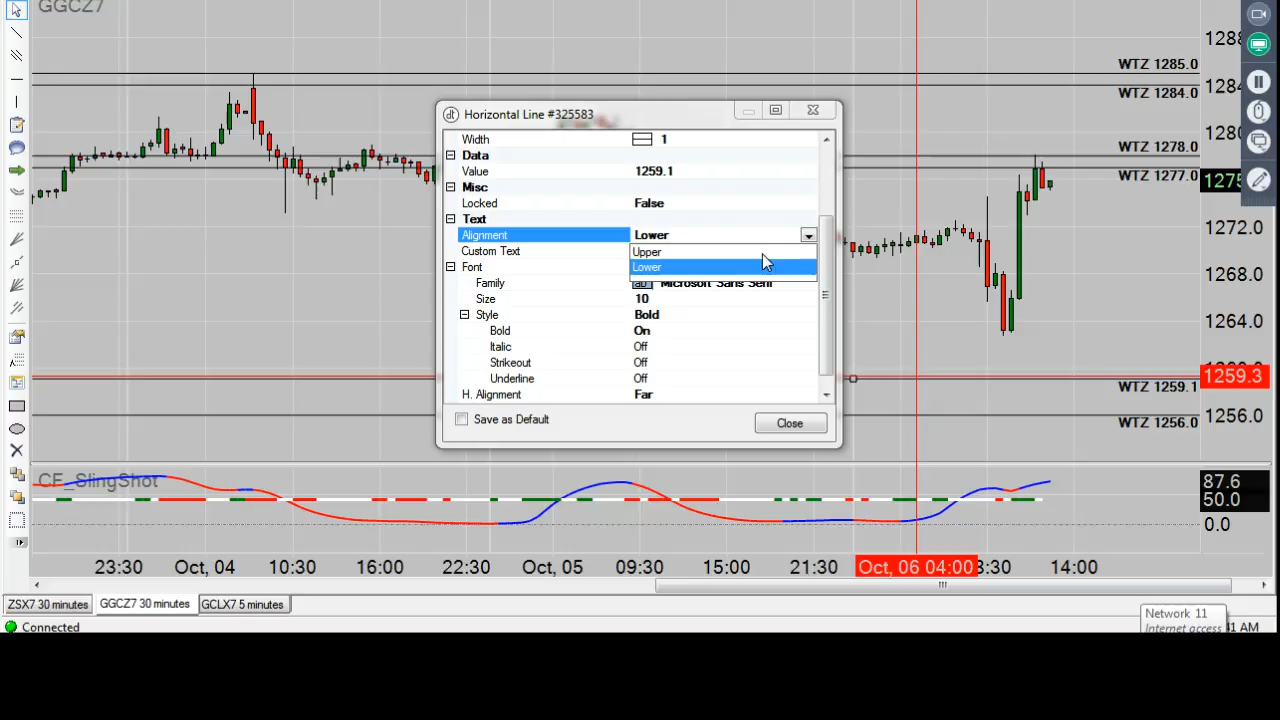 GGCZ7
1288
WTZ 1285.0
1284
WTZ 1284.0
1280
WTZ 1278.0
WTZ 1277.0
1275
1272.0
1268.0
1264.0
1259.3
WTZ 1259.1
1256.0
WTZ 1256.0
dt Horizontal Line #325583
Width 1
Data
Value 1259.1
Misc
Locked False
Text
Alignment Lower
Upper
Custom Text
Lower
Font
Family ab Microsoft Sans Serif
Size 10
Style Bold
Bold On
Italic Off
Strikeout Off
Underline Off
H. Alignment Far
Save as Default
Close
CF_SlingShot
87.6
50.0
0.0
23:30 Oct, 04 10:30 16:00 22:30 Oct, 05 09:30 15:00 21:30 Oct, 06 04:00 8:30 14:00
ZSX7 30 minutes GGCZ7 30 minutes GCLX7 5 minutes
Network 11
Internet access
Connected
41 AM